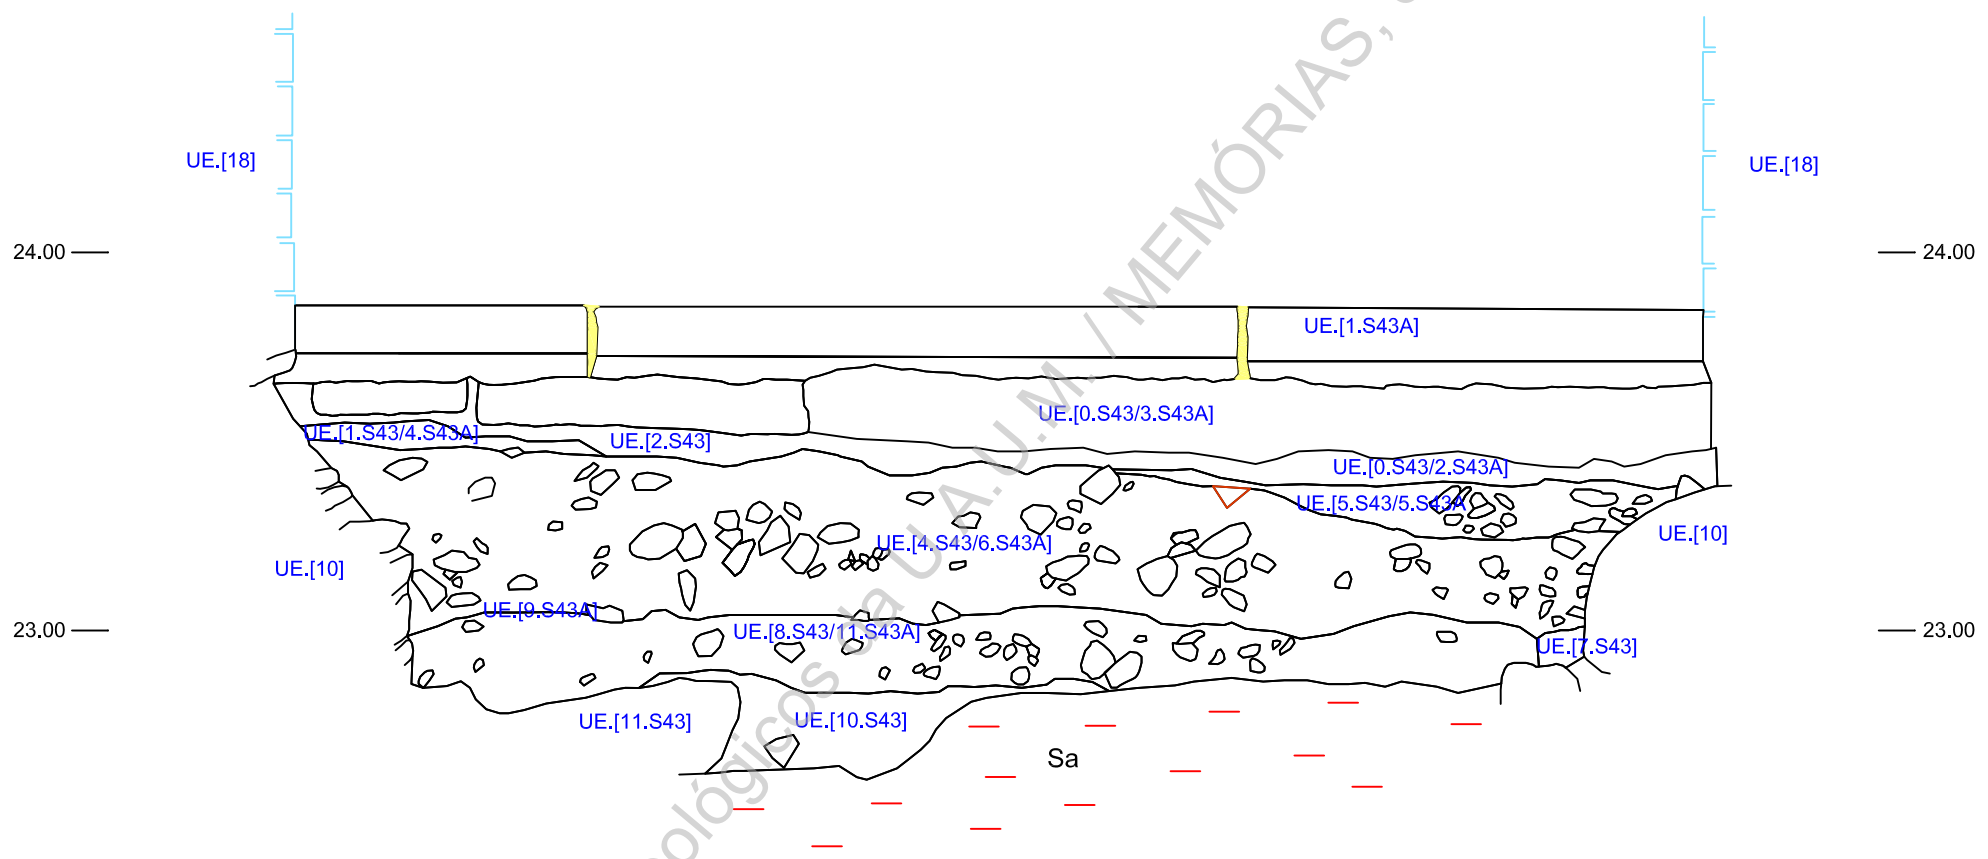 UE.[18]
UE.[18]
24.00
24.00
UE.[1.S43A]
UE.[0.S43/3.S43A]
UE.[1.S43/4.S43A]
UE.[2.S43]
UE.[0.S43/2.S43A]
UE.[5.S43/5.S43A
UE.[10]
UE.[4.S43/6.S43A]
UE.[10]
UE.[9.S43A]
23.00
UE.[8.S43/11.S43A]
23.00
UE.[7.S43]
UE.[11.S43]
UE.[10.S43]
Sa
ológicos da U.A.U.M. / MEMÓRIAS,